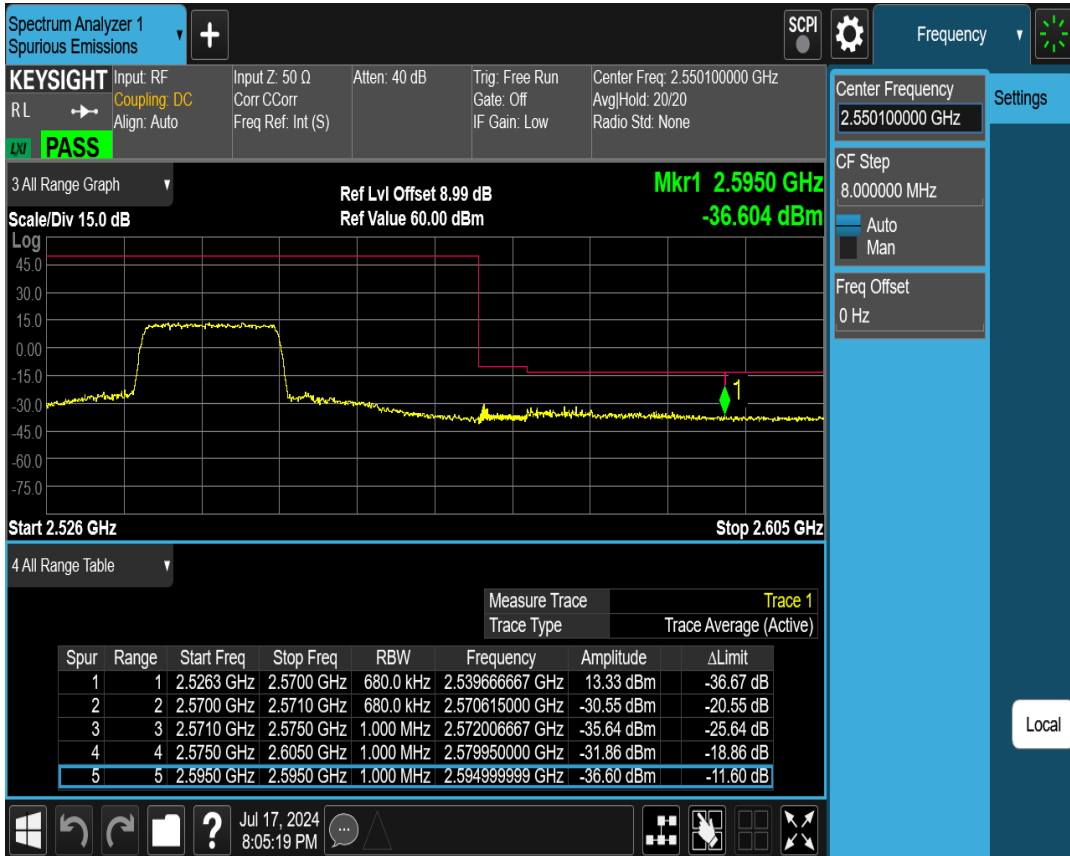 Spectrum Analyzer 1
Spurious Emissions
+
SCPI
Frequency
KEYSIGHT
RL
LXI
PASS
Input: RF
Coupling: DC
Align: Auto
Input Z: 50 Ω
Corr CCorr
Freq Ref: Int (S)
Atten: 40 dB
Trig: Free Run
Gate: Off
IF Gain: Low
Center Freq: 2.550100000 GHz
Avg|Hold: 20/20
Radio Std: None
Center Frequency
2.550100000 GHz
Settings
CF Step
8.000000 MHz
Auto
Man
Freq Offset
0 Hz
3 All Range Graph
Scale/Div 15.0 dB
Ref Lvl Offset 8.99 dB
Ref Value 60.00 dBm
Mkr1 2.5950 GHz
-36.604 dBm
Log
45.0
30.0
15.0
0.00
-15.0
-30.0
-45.0
-60.0
-75.0
1
Start 2.526 GHz
Stop 2.605 GHz
4 All Range Table
Measure Trace Trace 1
Trace Type Trace Average (Active)
Spur Range Start Freq Stop Freq RBW Frequency Amplitude ΔLimit
1 1 2.5263 GHz 2.5700 GHz 680.0 kHz 2.539666667 GHz 13.33 dBm -36.67 dB
2 2 2.5700 GHz 2.5710 GHz 680.0 kHz 2.570615000 GHz -30.55 dBm -20.55 dB
3 3 2.5710 GHz 2.5750 GHz 1.000 MHz 2.572006667 GHz -35.64 dBm -25.64 dB
4 4 2.5750 GHz 2.6050 GHz 1.000 MHz 2.579950000 GHz -31.86 dBm -18.86 dB
5 5 2.5950 GHz 2.5950 GHz 1.000 MHz 2.594999999 GHz -36.60 dBm -11.60 dB
Local
?
Jul 17, 2024
8:05:19 PM